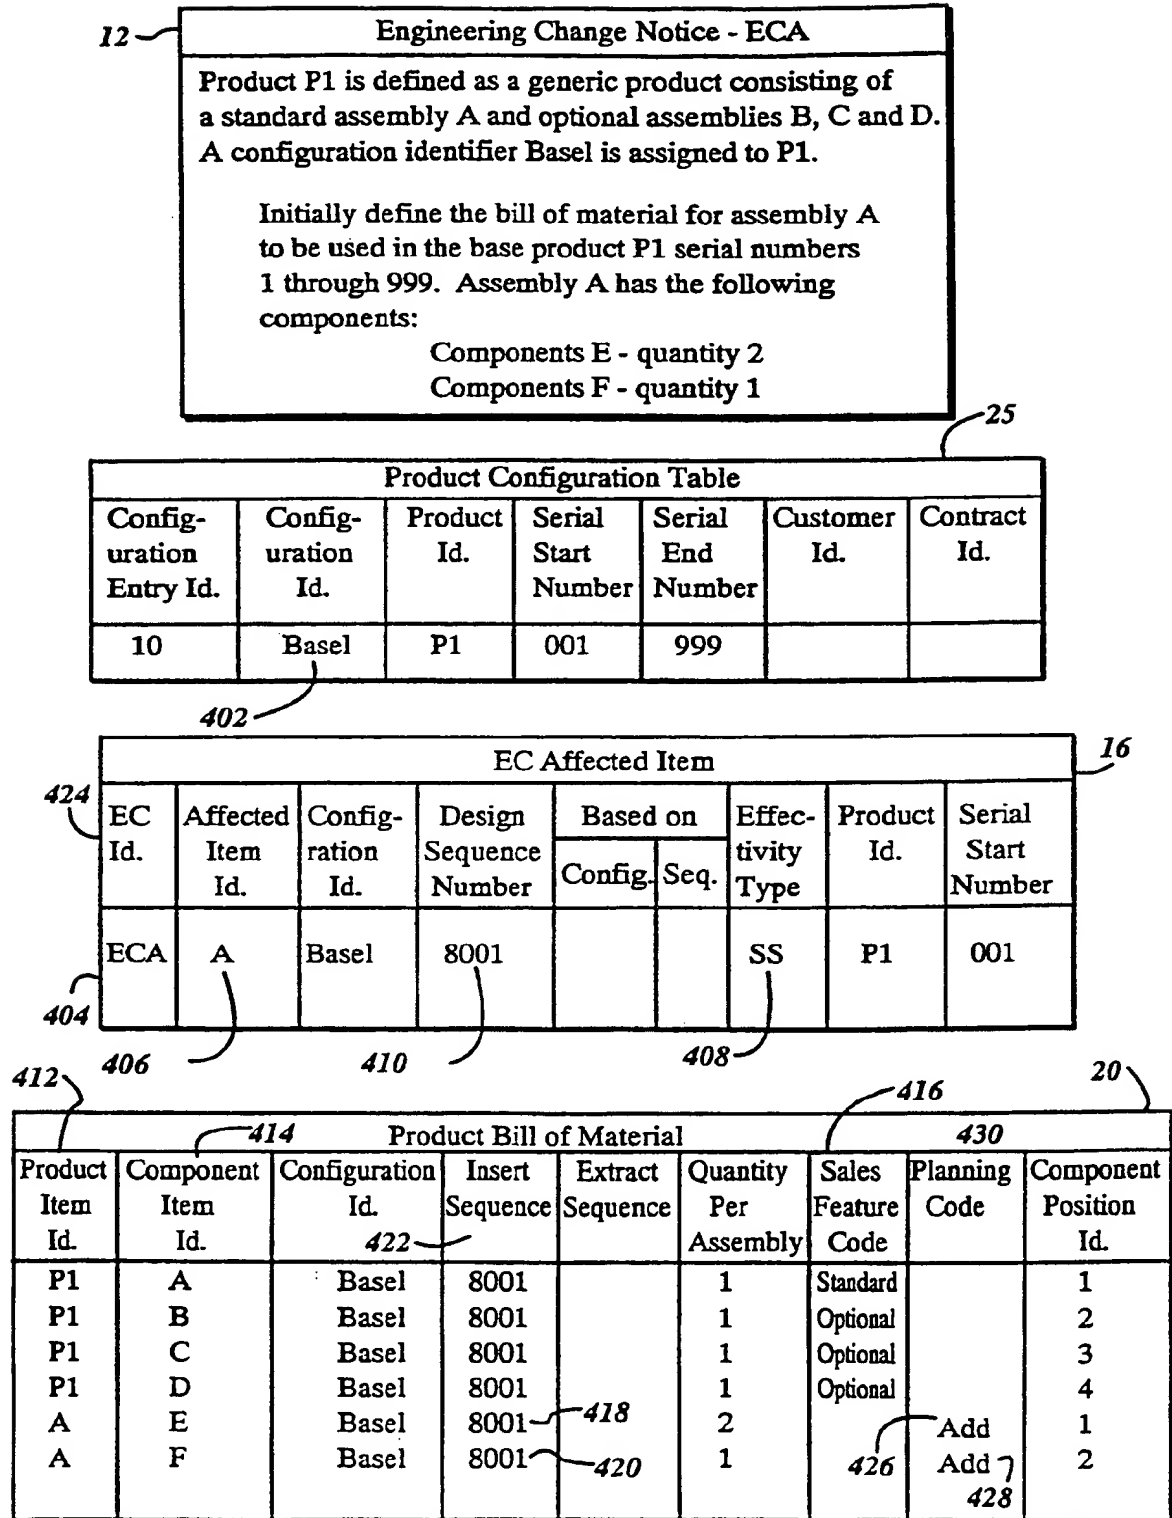 12
Engineering Change Notice - ECA
Product P1 is defined as a generic product consisting of
a standard assembly A and optional assemblies B, C and D.
A configuration identifier Basel is assigned to P1.
Initially define the bill of material for assembly A
to be used in the base product P1 serial numbers
1 through 999. Assembly A has the following
components:
Components E - quantity 2
Components F - quantity 1
25
Product Configuration Table
Config- Config- Product Serial Serial Customer Contract
uration uration Id. Start End Id. Id.
Entry Id. Id. Number Number
10 Basel P1 001 999
402
EC Affected Item
16
424
EC Affected Config- Design Based on Effec- Product Serial
Id. Item ration Sequence Config. Seq. tivity Id. Start
Id. Id. Number Type Number
ECA A Basel 8001 SS P1 001
404
406 410 408
412 416 20
414 Product Bill of Material 430
Product Component Configuration Insert Extract Quantity Sales Planning Component
Item Item Id. Sequence Sequence Per Feature Code Position
Id. Id. 422 Assembly Code Id.
P1 A Basel 8001 1 Standard 1
P1 B Basel 8001 1 Optional 2
P1 C Basel 8001 1 Optional 3
P1 D Basel 8001 1 Optional 4
A E Basel 8001 418 2 Add 1
A F Basel 8001 420 1 426 Add 2
428